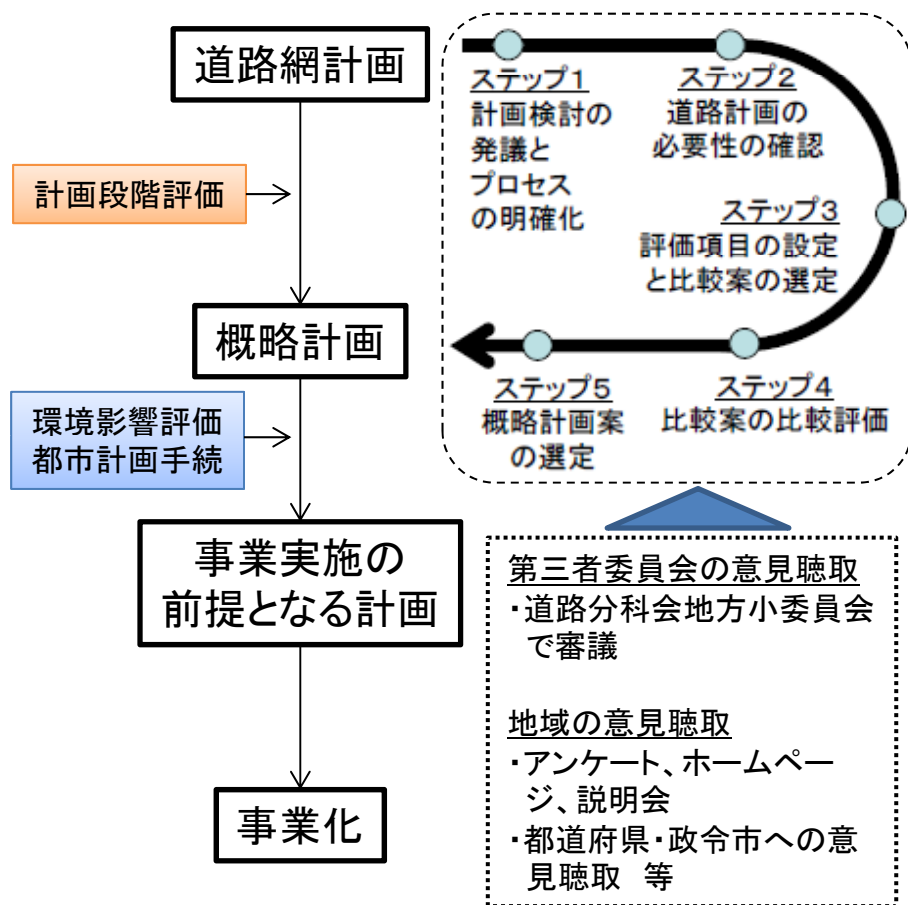 道路網計画
計画段階評価
概略計画
環境影響評価
都市計画手続
事業実施の
前提となる計画
事業化
ステップ1
計画検討の
発議と
プロセス
の明確化
ステップ2
道路計画の
必要性の確認
ステップ3
評価項目の設定
と比較案の選定
ステップ4
比較案の比較評価
ステップ5
概略計画案
の選定
第三者委員会の意見聴取
・道路分科会地方小委員会
で審議
地域の意見聴取
・アンケート、ホームペー
ジ、説明会
・都道府県・政令市への意
見聴取 等